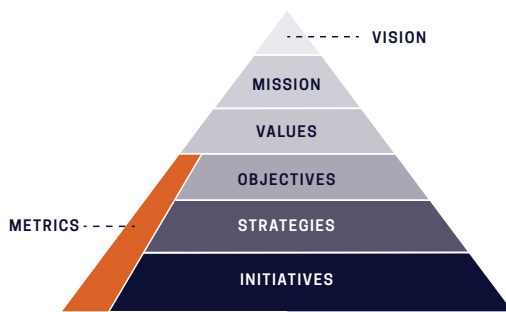 VISION
MISSION
VALUES
OBJECTIVES
METRICS
STRATEGIES
INITIATIVES